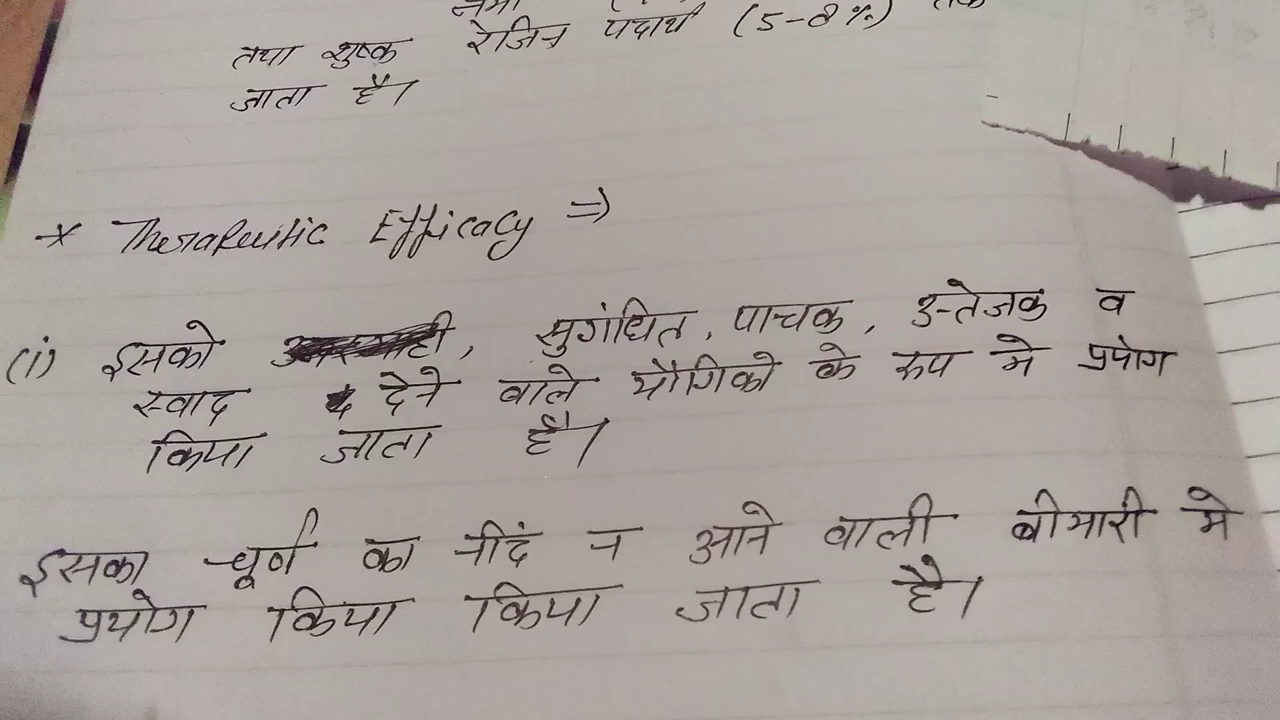 तथा शुष्क रेजिन पदार्थ (5-8%) तक
जाता है।
* Therapeutic Efficacy ⇒
(i) इसको , सुगंधित, पाचक, उत्तेजक व
स्वाद देने वाले यौगिको के रूप मे प्रयोग
किया जाता है।
इसका चूर्ण का नींद न आने वाली बीमारी मे
प्रयोग किया किया जाता है।